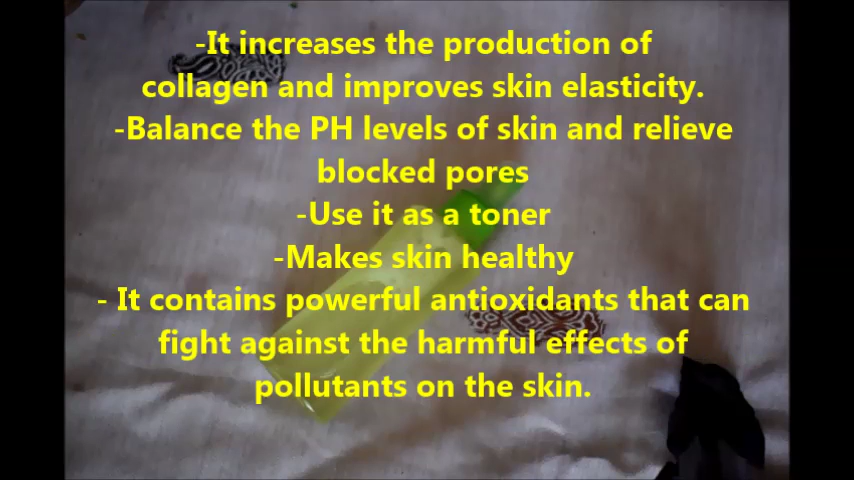 -It increases the production of
collagen and improves skin elasticity.
-Balance the PH levels of skin and relieve
blocked pores
-Use it as a toner
-Makes skin healthy
- It contains powerful antioxidants that can
fight against the harmful effects of
pollutants on the skin.